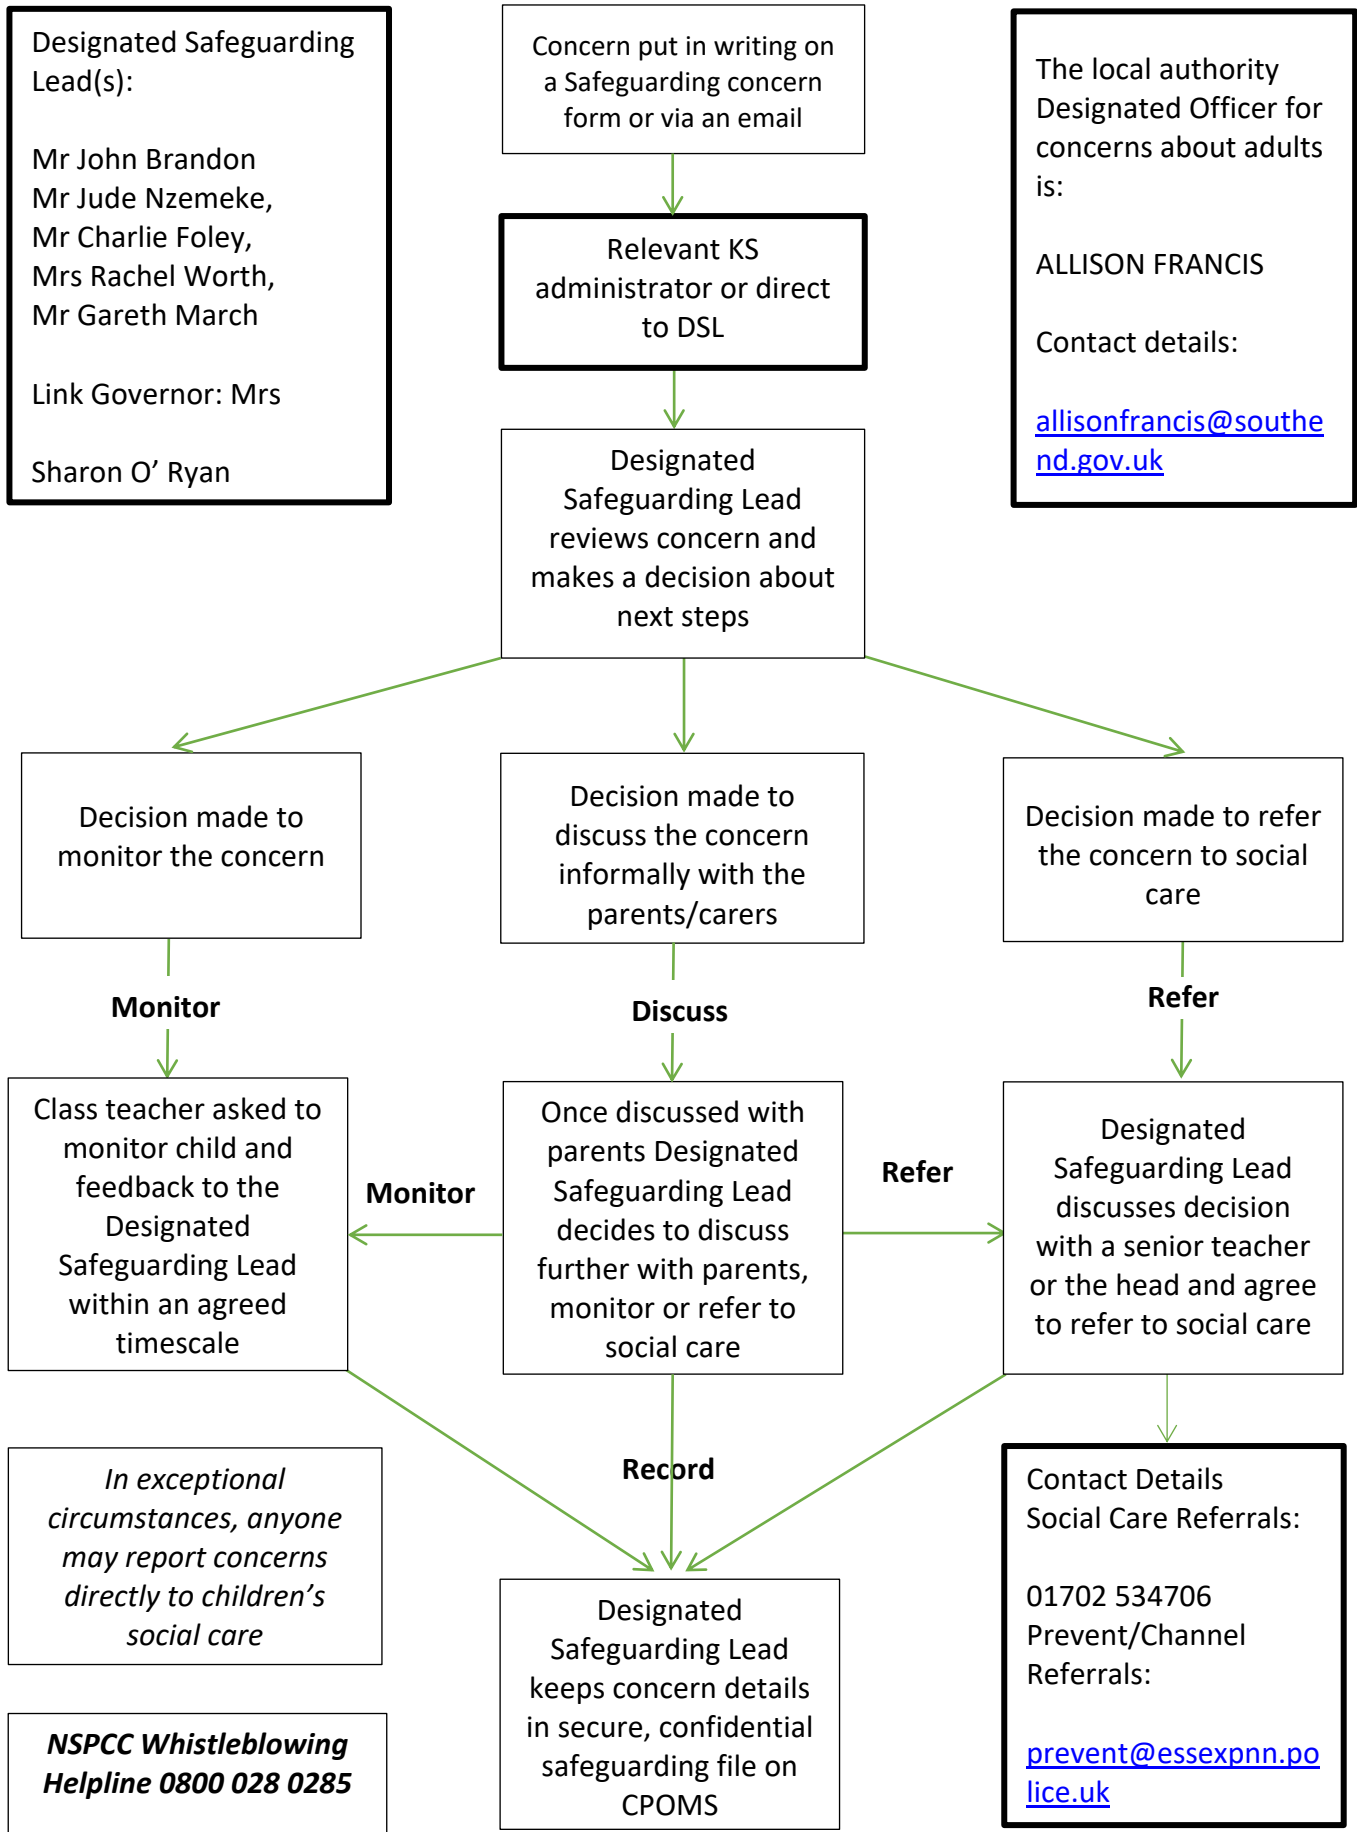 Designated Safeguarding
Lead(s):
Mr John Brandon
Mr Jude Nzemeke,
Mr Charlie Foley,
Mrs Rachel Worth,
Mr Gareth March
Link Governor: Mrs
Sharon O’ Ryan
Concern put in writing on
a Safeguarding concern
form or via an email
The local authority
Designated Officer for
concerns about adults
is:
ALLISON FRANCIS
Contact details:
allisonfrancis@southe
nd.gov.uk
Relevant KS
administrator or direct
to DSL
Designated
Safeguarding Lead
reviews concern and
makes a decision about
next steps
Decision made to
monitor the concern
Decision made to
discuss the concern
informally with the
parents/carers
Decision made to refer
the concern to social
care
Monitor
Discuss
Refer
Class teacher asked to
monitor child and
feedback to the
Designated
Safeguarding Lead
within an agreed
timescale
Monitor
Once discussed with
parents Designated
Safeguarding Lead
decides to discuss
further with parents,
monitor or refer to
social care
Refer
Designated
Safeguarding Lead
discusses decision
with a senior teacher
or the head and agree
to refer to social care
In exceptional
circumstances, anyone
may report concerns
directly to children’s
social care
Record
Contact Details
Social Care Referrals:
01702 534706
Prevent/Channel
Referrals:
prevent@essexpnn.po
lice.uk
Designated
Safeguarding Lead
keeps concern details
in secure, confidential
safeguarding file on
CPOMS
NSPCC Whistleblowing
Helpline 0800 028 0285